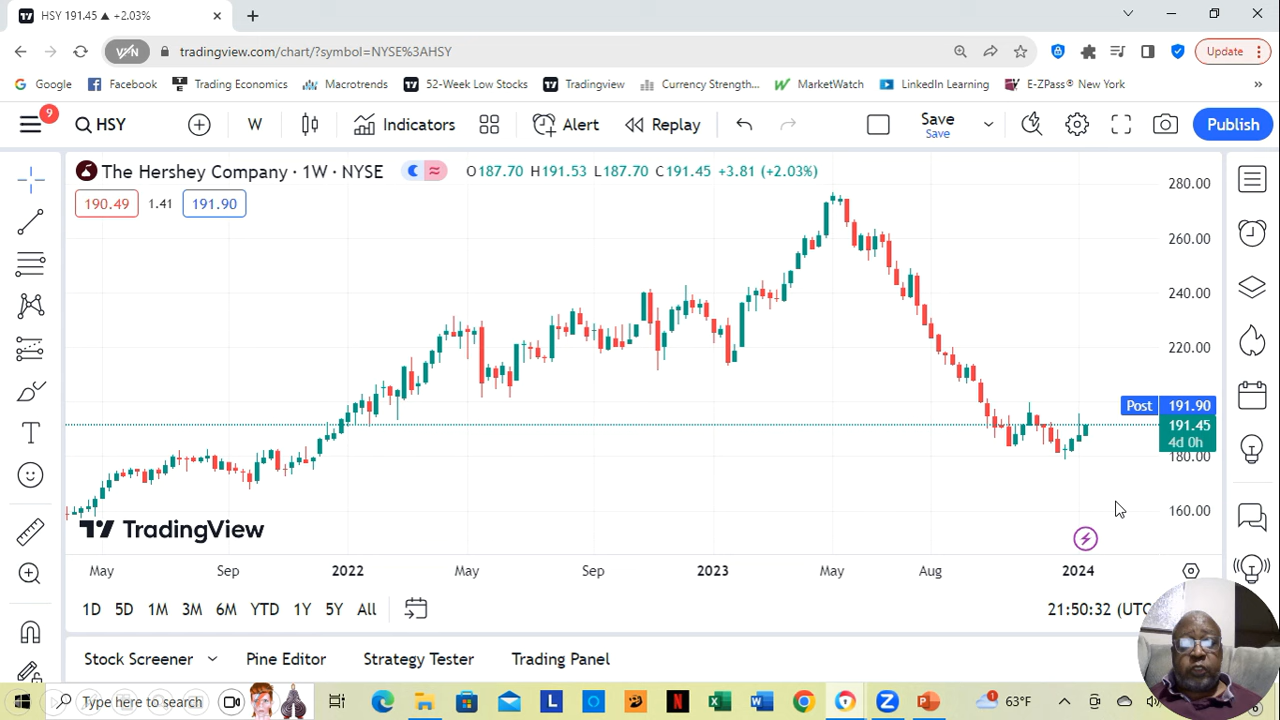 HSY 191.45 ▲ +2.03%
tradingview.com/chart/?symbol=NYSE%3AHSY
Update
Google Facebook Trading Economics Macrotrends 52-Week Low Stocks Tradingview Currency Strength... MarketWatch LinkedIn Learning E-ZPass® New York »
9
HSY W Indicators Alert Replay Save Publish
Save
The Hershey Company · 1W · NYSE O187.70 H191.53 L187.70 C191.45 +3.81 (+2.03%)
190.49 1.41 191.90
280.00
260.00
240.00
220.00
Post 191.90
191.45
4d 0h
180.00
160.00
TradingView
May Sep 2022 May Sep 2023 May Aug 2024
1D 5D 1M 3M 6M YTD 1Y 5Y All
21:50:32 (UTC
Stock Screener Pine Editor Strategy Tester Trading Panel
Type here to search
63°F